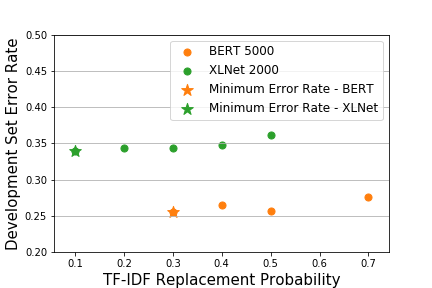 BERT 5000
XLNet 2000
Minimum Error Rate - BERT
Minimum Error Rate - XLNet
Development Set Error Rate
0.50
0.45
0.40
0.35
0.30
0.25
0.20
0.1 0.2 0.3 0.4 0.5 0.6 0.7
TF-IDF Replacement Probability